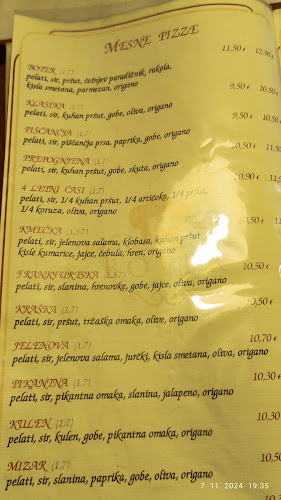 MESNE PIZZE
11,50 € 12,50 €
BOTER (1,7)
pelati, sir, pršut, češnjev paradižnik, rukola,
kisla smetana, parmezan, origano
9,50 € 10,50
KLASIKA (1,7)
pelati, sir, kuhan pršut, gobe, oliva, origano
9,50 € 10,50
PIŠČANČJA (1,7)
pelati, sir, piščančja prsa, paprika, gobe, origano
PREPOGNJENA (1,7)
pelati, sir, kuhan pršut, gobe, skuta, origano
4 LETNI ČASI (1,7)
pelati, sir, 1/4 kuhan pršut, 1/4 artičoke, 1/4 pršut,
1/4 koruza, oliva, origano
KMEČKA (1,3,7)
pelati, sir, jelenova salama, klobasa, kuhan pršut,
kisle kumarice, jajce, čebula, hren, origano
10,50 €
FRANKFURTSKA (1,3,7)
pelati, sir, slanina, hrenovke, gobe, jajce, oliva, origano
10,50 €
KRAŠKA (1,7)
pelati, sir, pršut, tržaška omaka, olive, origano
10,70 €
JELENOVA (1,7)
pelati, sir, jelenova salama, jurčki, kisla smetana, oliva, origano
10,30 €
PIKANTNA (1,7)
pelati, sir, pikantna omaka, slanina, jalapeno, origano
10,30
KULEN (1,7)
pelati, sir, kulen, gobe, pikantna omaka, origano
10,50
MIZAR (1,7)
pelati, sir, slanina, paprika, gobe, oliva, origano
7. 11. 2024 19:35